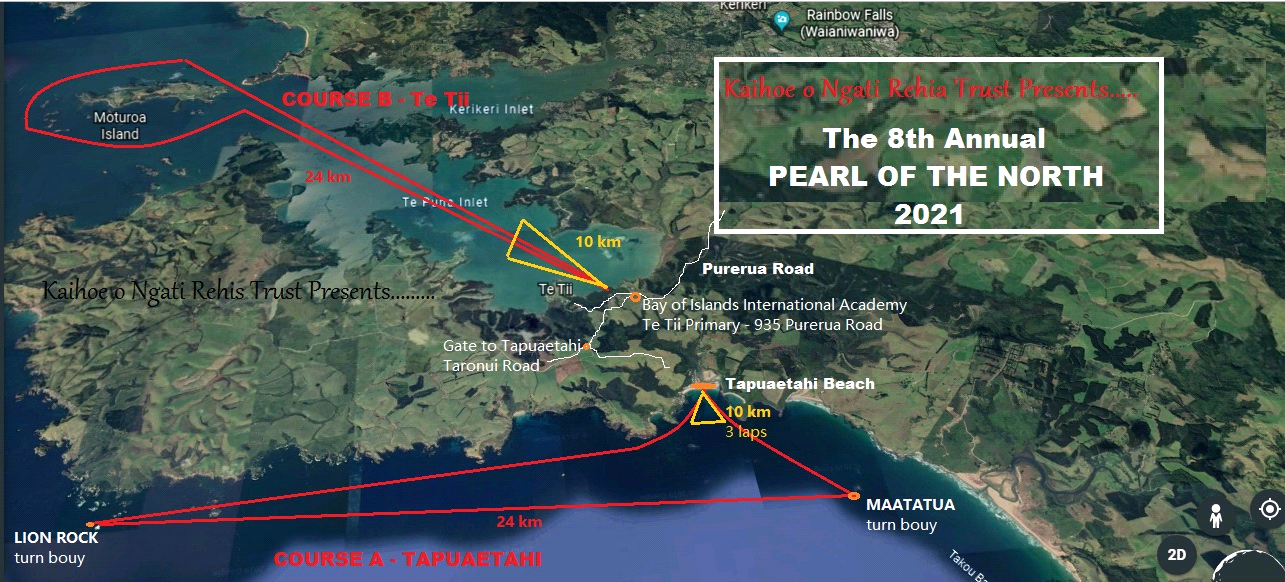 Kerikeri
Rainbow Falls
(Waianiwaniwa)
Kaihoe o Ngati Rehia Trust Presents.....
The 8th Annual
PEARL OF THE NORTH
2021
COURSE B - Te Tii
Kerikeri Inlet
Moturoa
Island
24 km
Te Puna Inlet
10 km
Purerua Road
Kaihoe o Ngati Rehis Trust Presents.........
Te Tii
Bay of Islands International Academy
Te Tii Primary - 935 Purerua Road
Gate to Tapuaetahi
Taronui Road
Tapuaetahi Beach
10 km
3 laps
MAATATUA
turn bouy
24 km
LION ROCK
turn bouy
COURSE A - TAPUAETAHI
Takou
2D